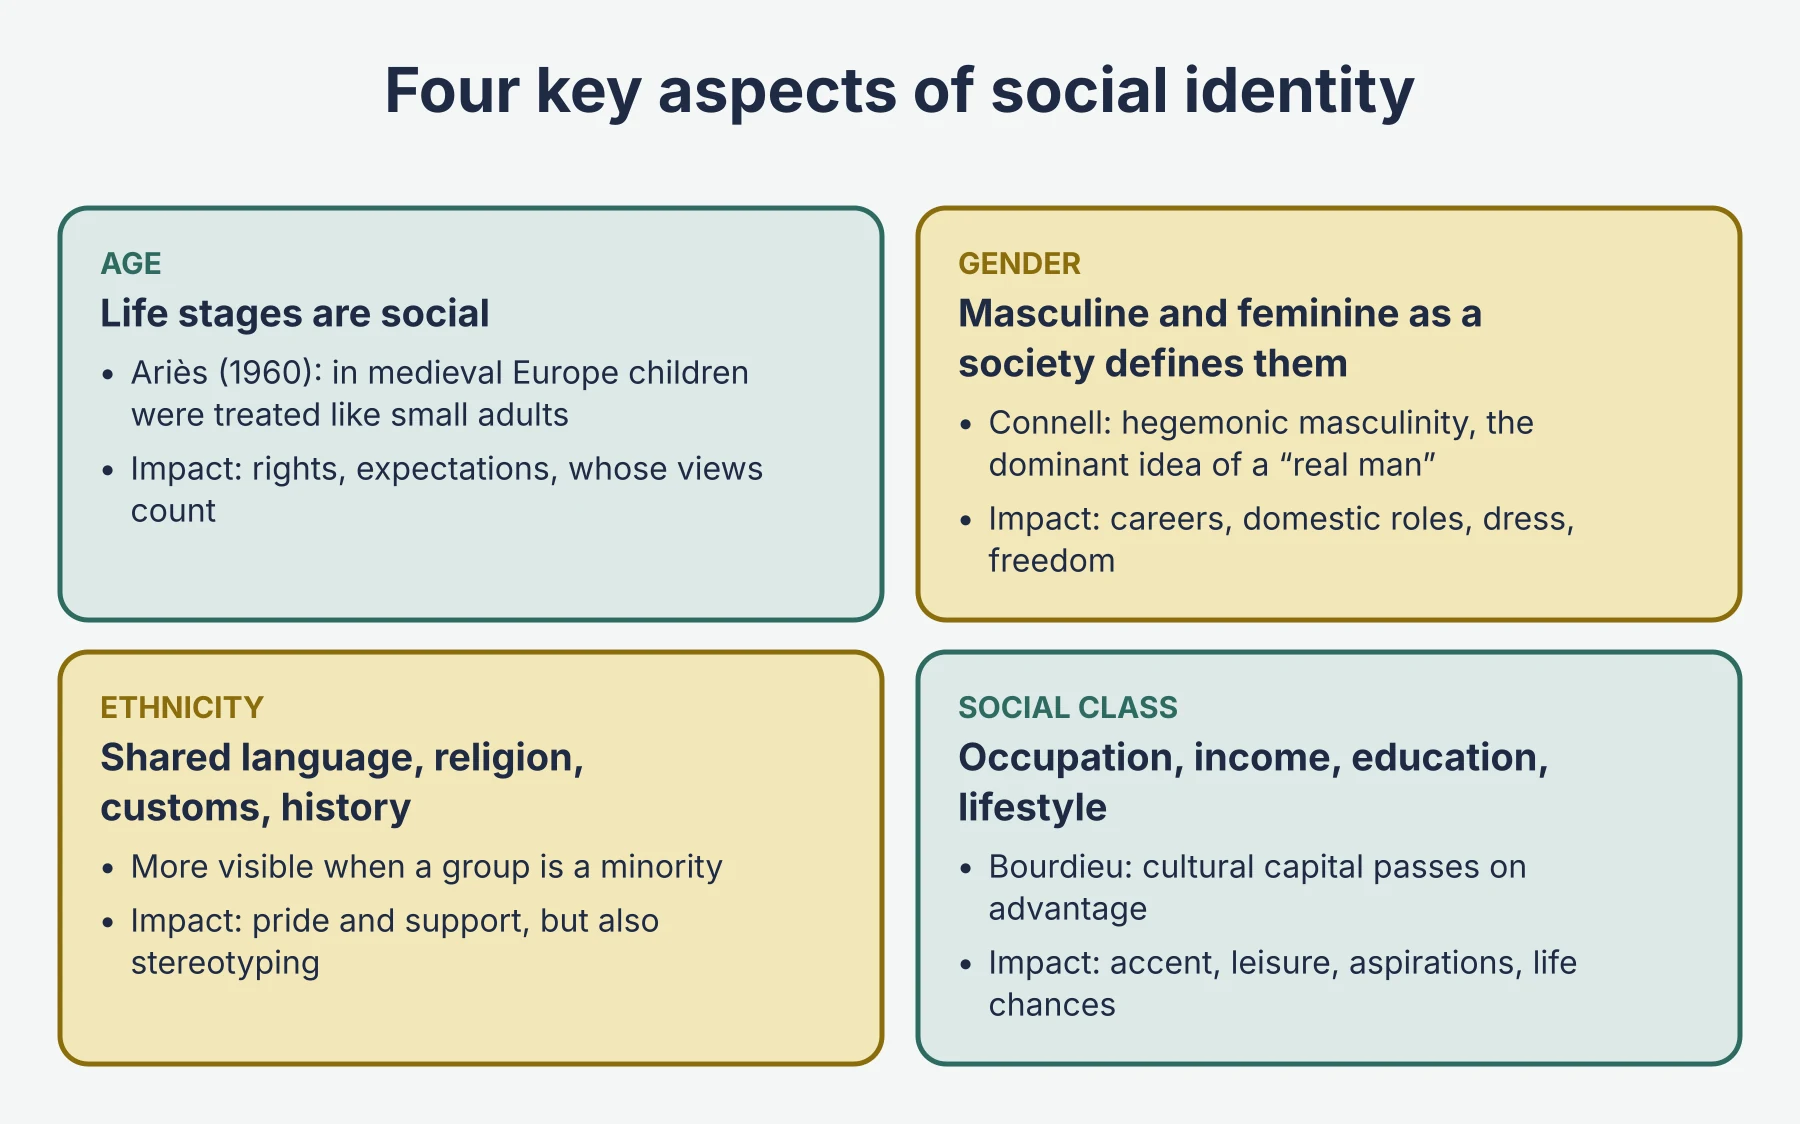 Four key aspects of social identity
AGE
Life stages are social
• Ariès (1960): in medieval Europe children
were treated like small adults
• Impact: rights, expectations, whose views
count
GENDER
Masculine and feminine as a
society defines them
• Connell: hegemonic masculinity, the
dominant idea of a “real man”
• Impact: careers, domestic roles, dress,
freedom
ETHNICITY
Shared language, religion,
customs, history
• More visible when a group is a minority
• Impact: pride and support, but also
stereotyping
SOCIAL CLASS
Occupation, income, education,
lifestyle
• Bourdieu: cultural capital passes on
advantage
• Impact: accent, leisure, aspirations, life
chances